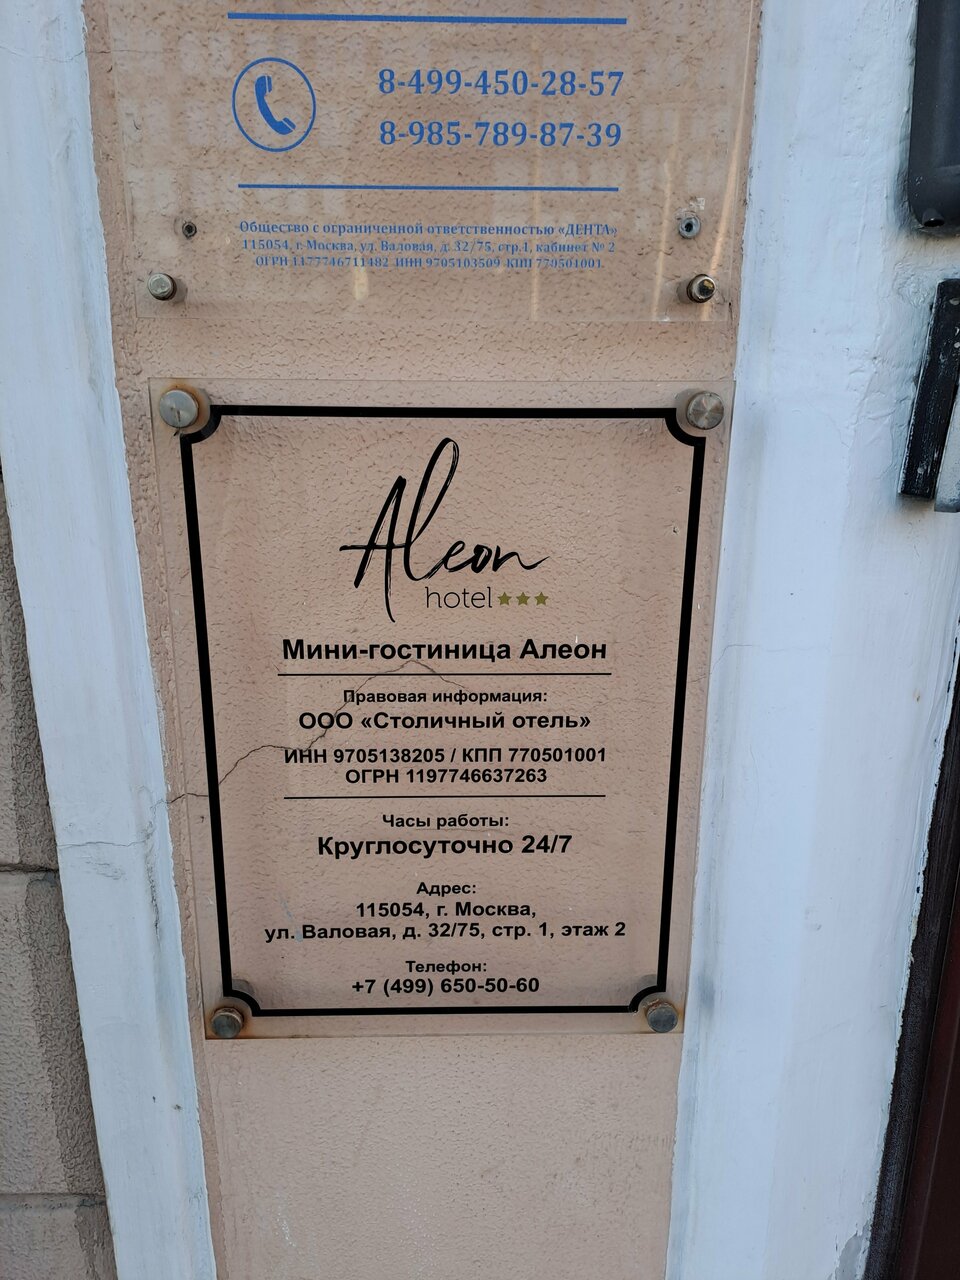 8-499-450-28-57
8-985-789-87-39
Общество с ограниченной ответственностью «ДЕНТА»
115054, г. Москва, ул. Валовая, д. 32/75, стр.1, кабинет № 2
ОГРН 1177746711482 ИНН 9705103509 КПП 770501001
Aleon
hotel★★★
Мини-гостиница Алеон
Правовая информация:
ООО «Столичный отель»
ИНН 9705138205 / КПП 770501001
ОГРН 1197746637263
Часы работы:
Круглосуточно 24/7
Адрес:
115054, г. Москва,
ул. Валовая, д. 32/75, стр. 1, этаж 2
Телефон:
+7 (499) 650-50-60